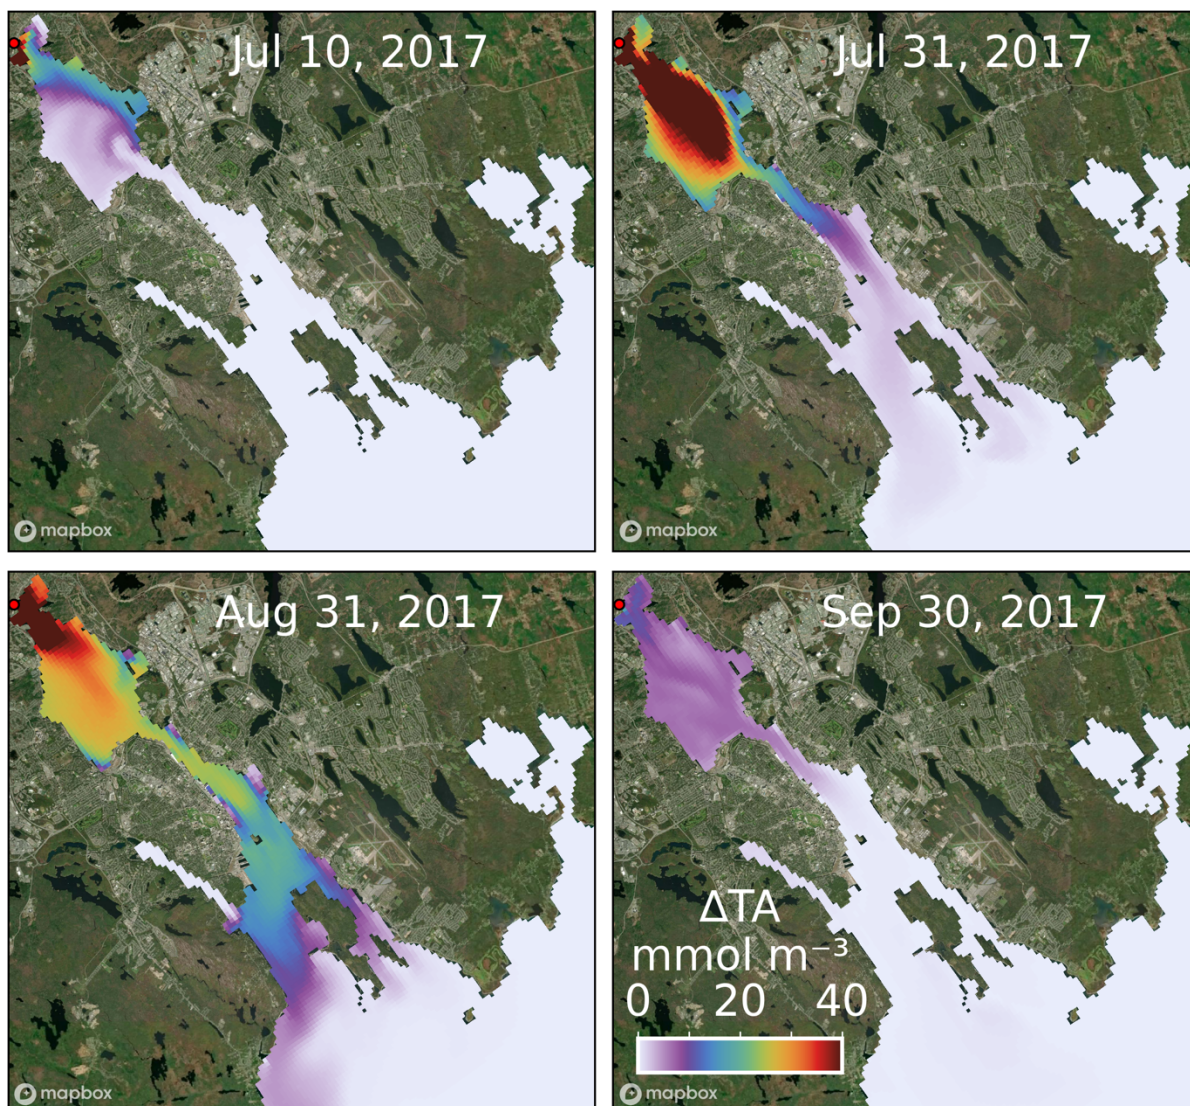 Jul 10, 2017
Jul 31, 2017
mapbox
mapbox
Aug 31, 2017
Sep 30, 2017
ΔTA
mmol m⁻³
0 20 40
mapbox
mapbox